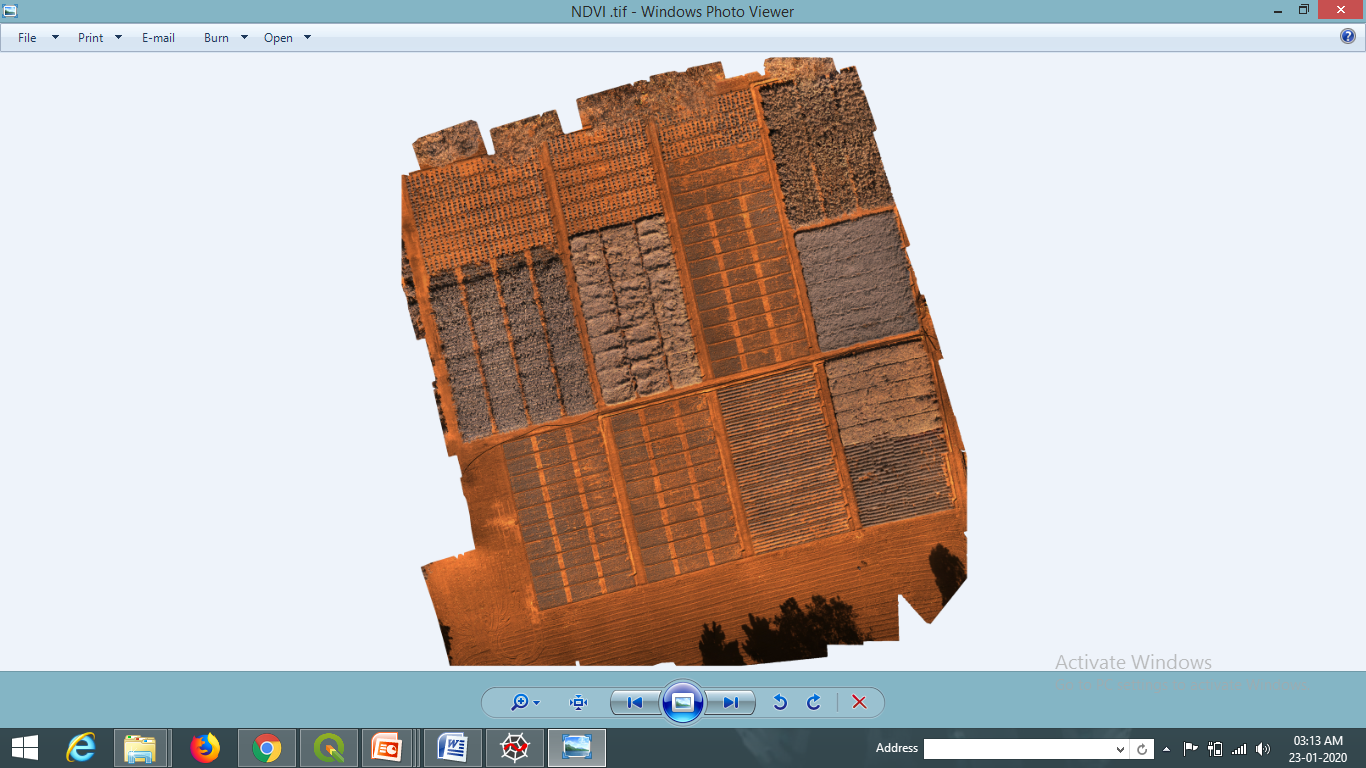 NDVI .tif - Windows Photo Viewer
File Print E-mail Burn Open
Activate Windows
Address
03:13 AM
23-01-2020